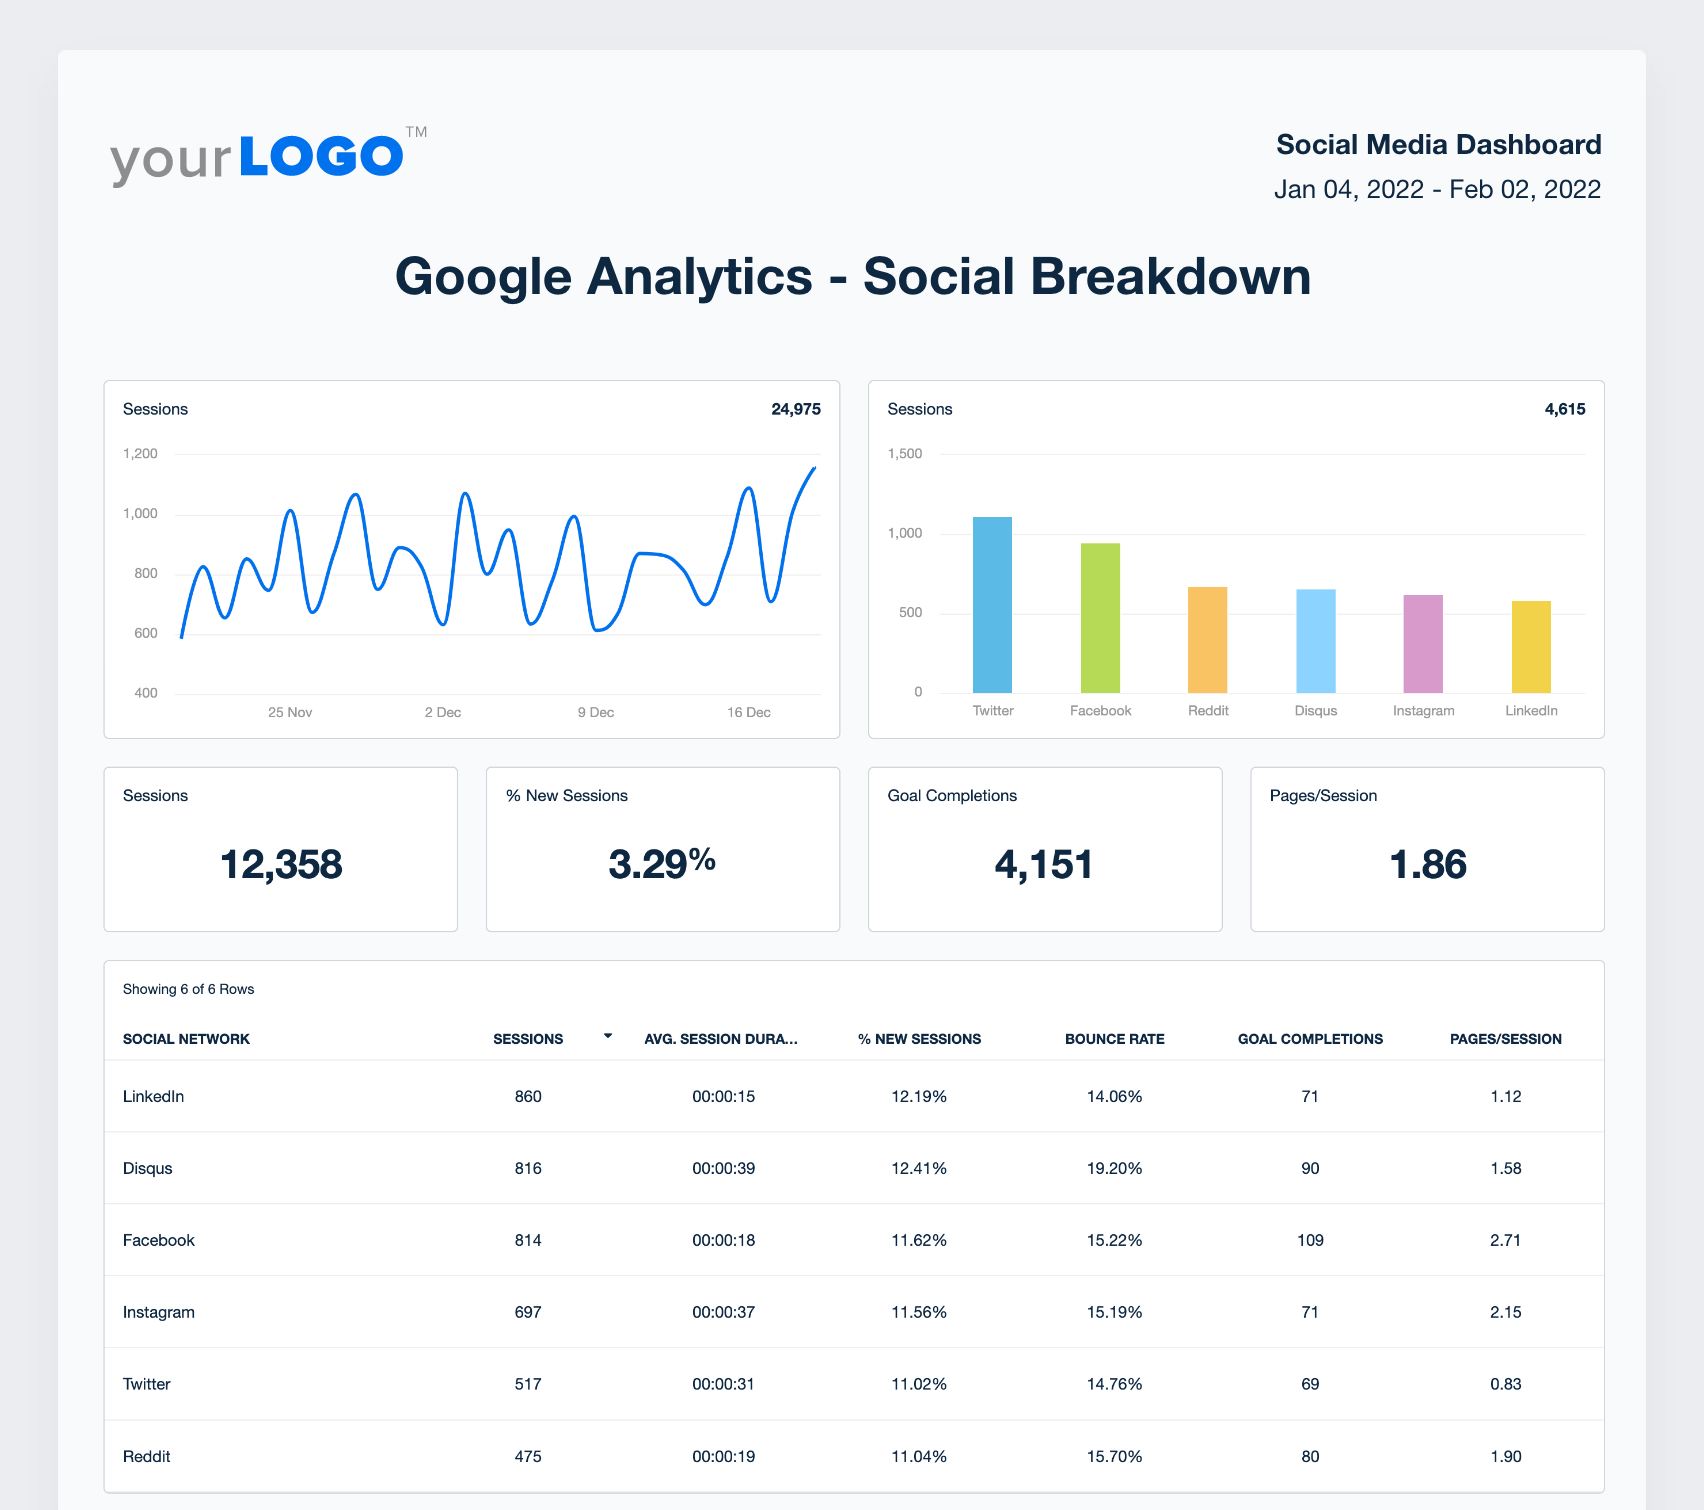 yourLOGO™
Social Media Dashboard
Jan 04, 2022 - Feb 02, 2022
Google Analytics - Social Breakdown
Sessions 24,975
1,200
1,000
800
600
400
25 Nov 2 Dec 9 Dec 16 Dec
Sessions 4,615
1,500
1,000
500
0
Twitter Facebook Reddit Disqus Instagram LinkedIn
Sessions
12,358
% New Sessions
3.29%
Goal Completions
4,151
Pages/Session
1.86
Showing 6 of 6 Rows
SOCIAL NETWORK SESSIONS AVG. SESSION DURA... % NEW SESSIONS BOUNCE RATE GOAL COMPLETIONS PAGES/SESSION
LinkedIn 860 00:00:15 12.19% 14.06% 71 1.12
Disqus 816 00:00:39 12.41% 19.20% 90 1.58
Facebook 814 00:00:18 11.62% 15.22% 109 2.71
Instagram 697 00:00:37 11.56% 15.19% 71 2.15
Twitter 517 00:00:31 11.02% 14.76% 69 0.83
Reddit 475 00:00:19 11.04% 15.70% 80 1.90